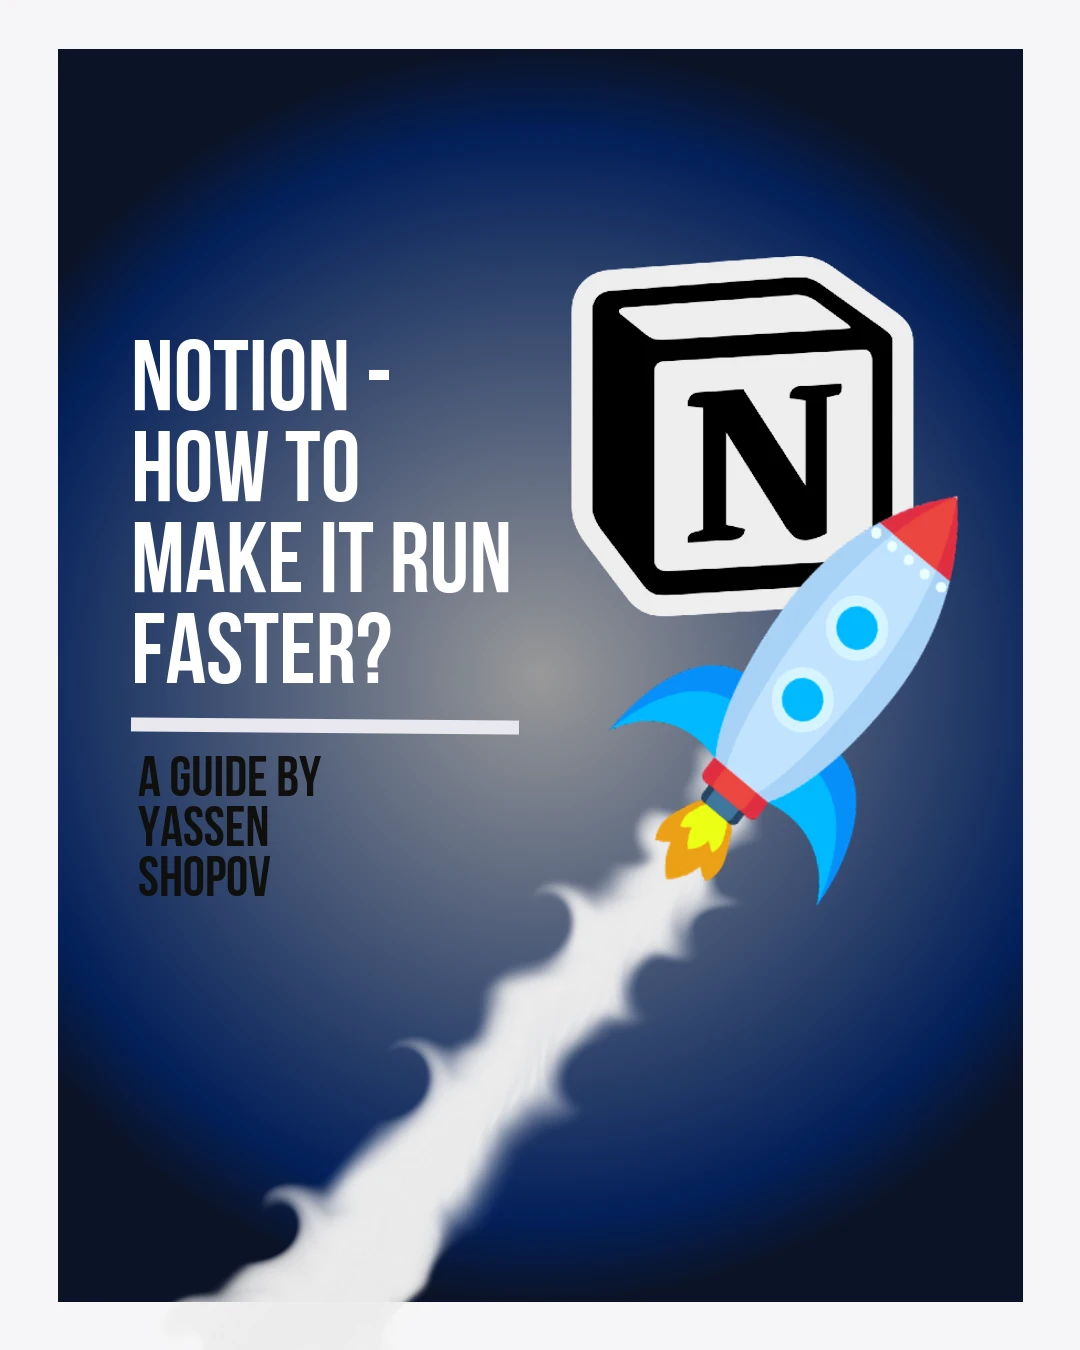 NOTION -
HOW TO
MAKE IT RUN
FASTER?
A GUIDE BY
YASSEN
SHOPOV
N